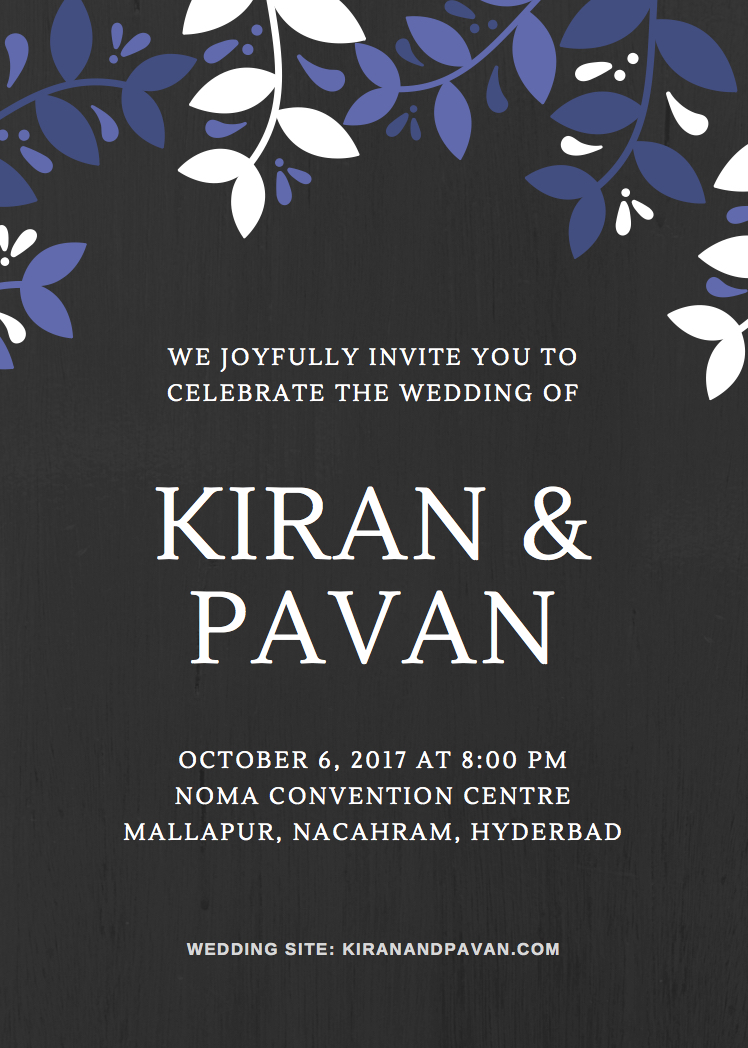 WE JOYFULLY INVITE YOU TO
CELEBRATE THE WEDDING OF
KIRAN &
PAVAN
OCTOBER 6, 2017 AT 8:00 PM
NOMA CONVENTION CENTRE
MALLAPUR, NACAHRAM, HYDERBAD
WEDDING SITE: KIRANANDPAVAN.COM